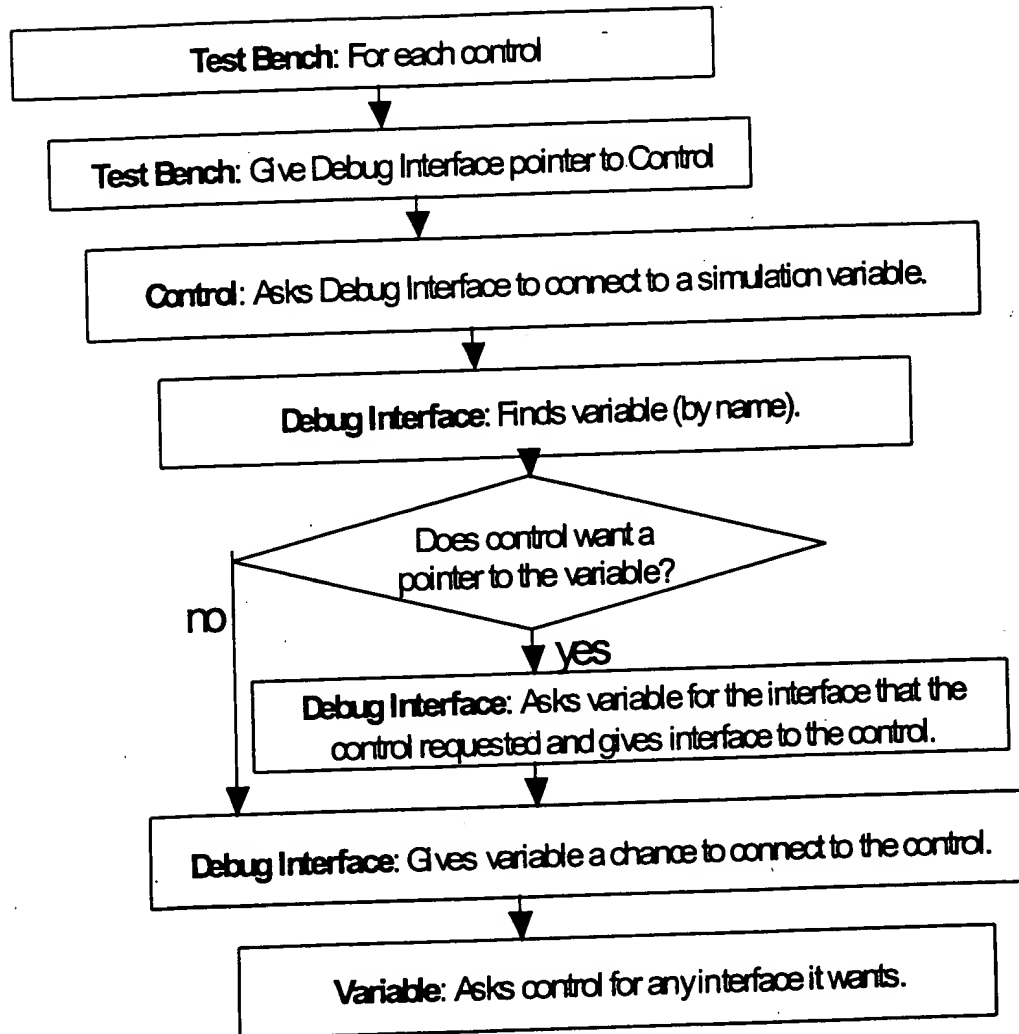 Test Bench: For each control
Test Bench: Give Debug Interface pointer to Control
Control: Asks Debug Interface to connect to a simulation variable.
Debug Interface: Finds variable (by name).
Does control want a
pointer to the variable?
no
yes
Debug Interface: Asks variable for the interface that the
control requested and gives interface to the control.
Debug Interface: Gives variable a chance to connect to the control.
Variable: Asks control for any interface it wants.